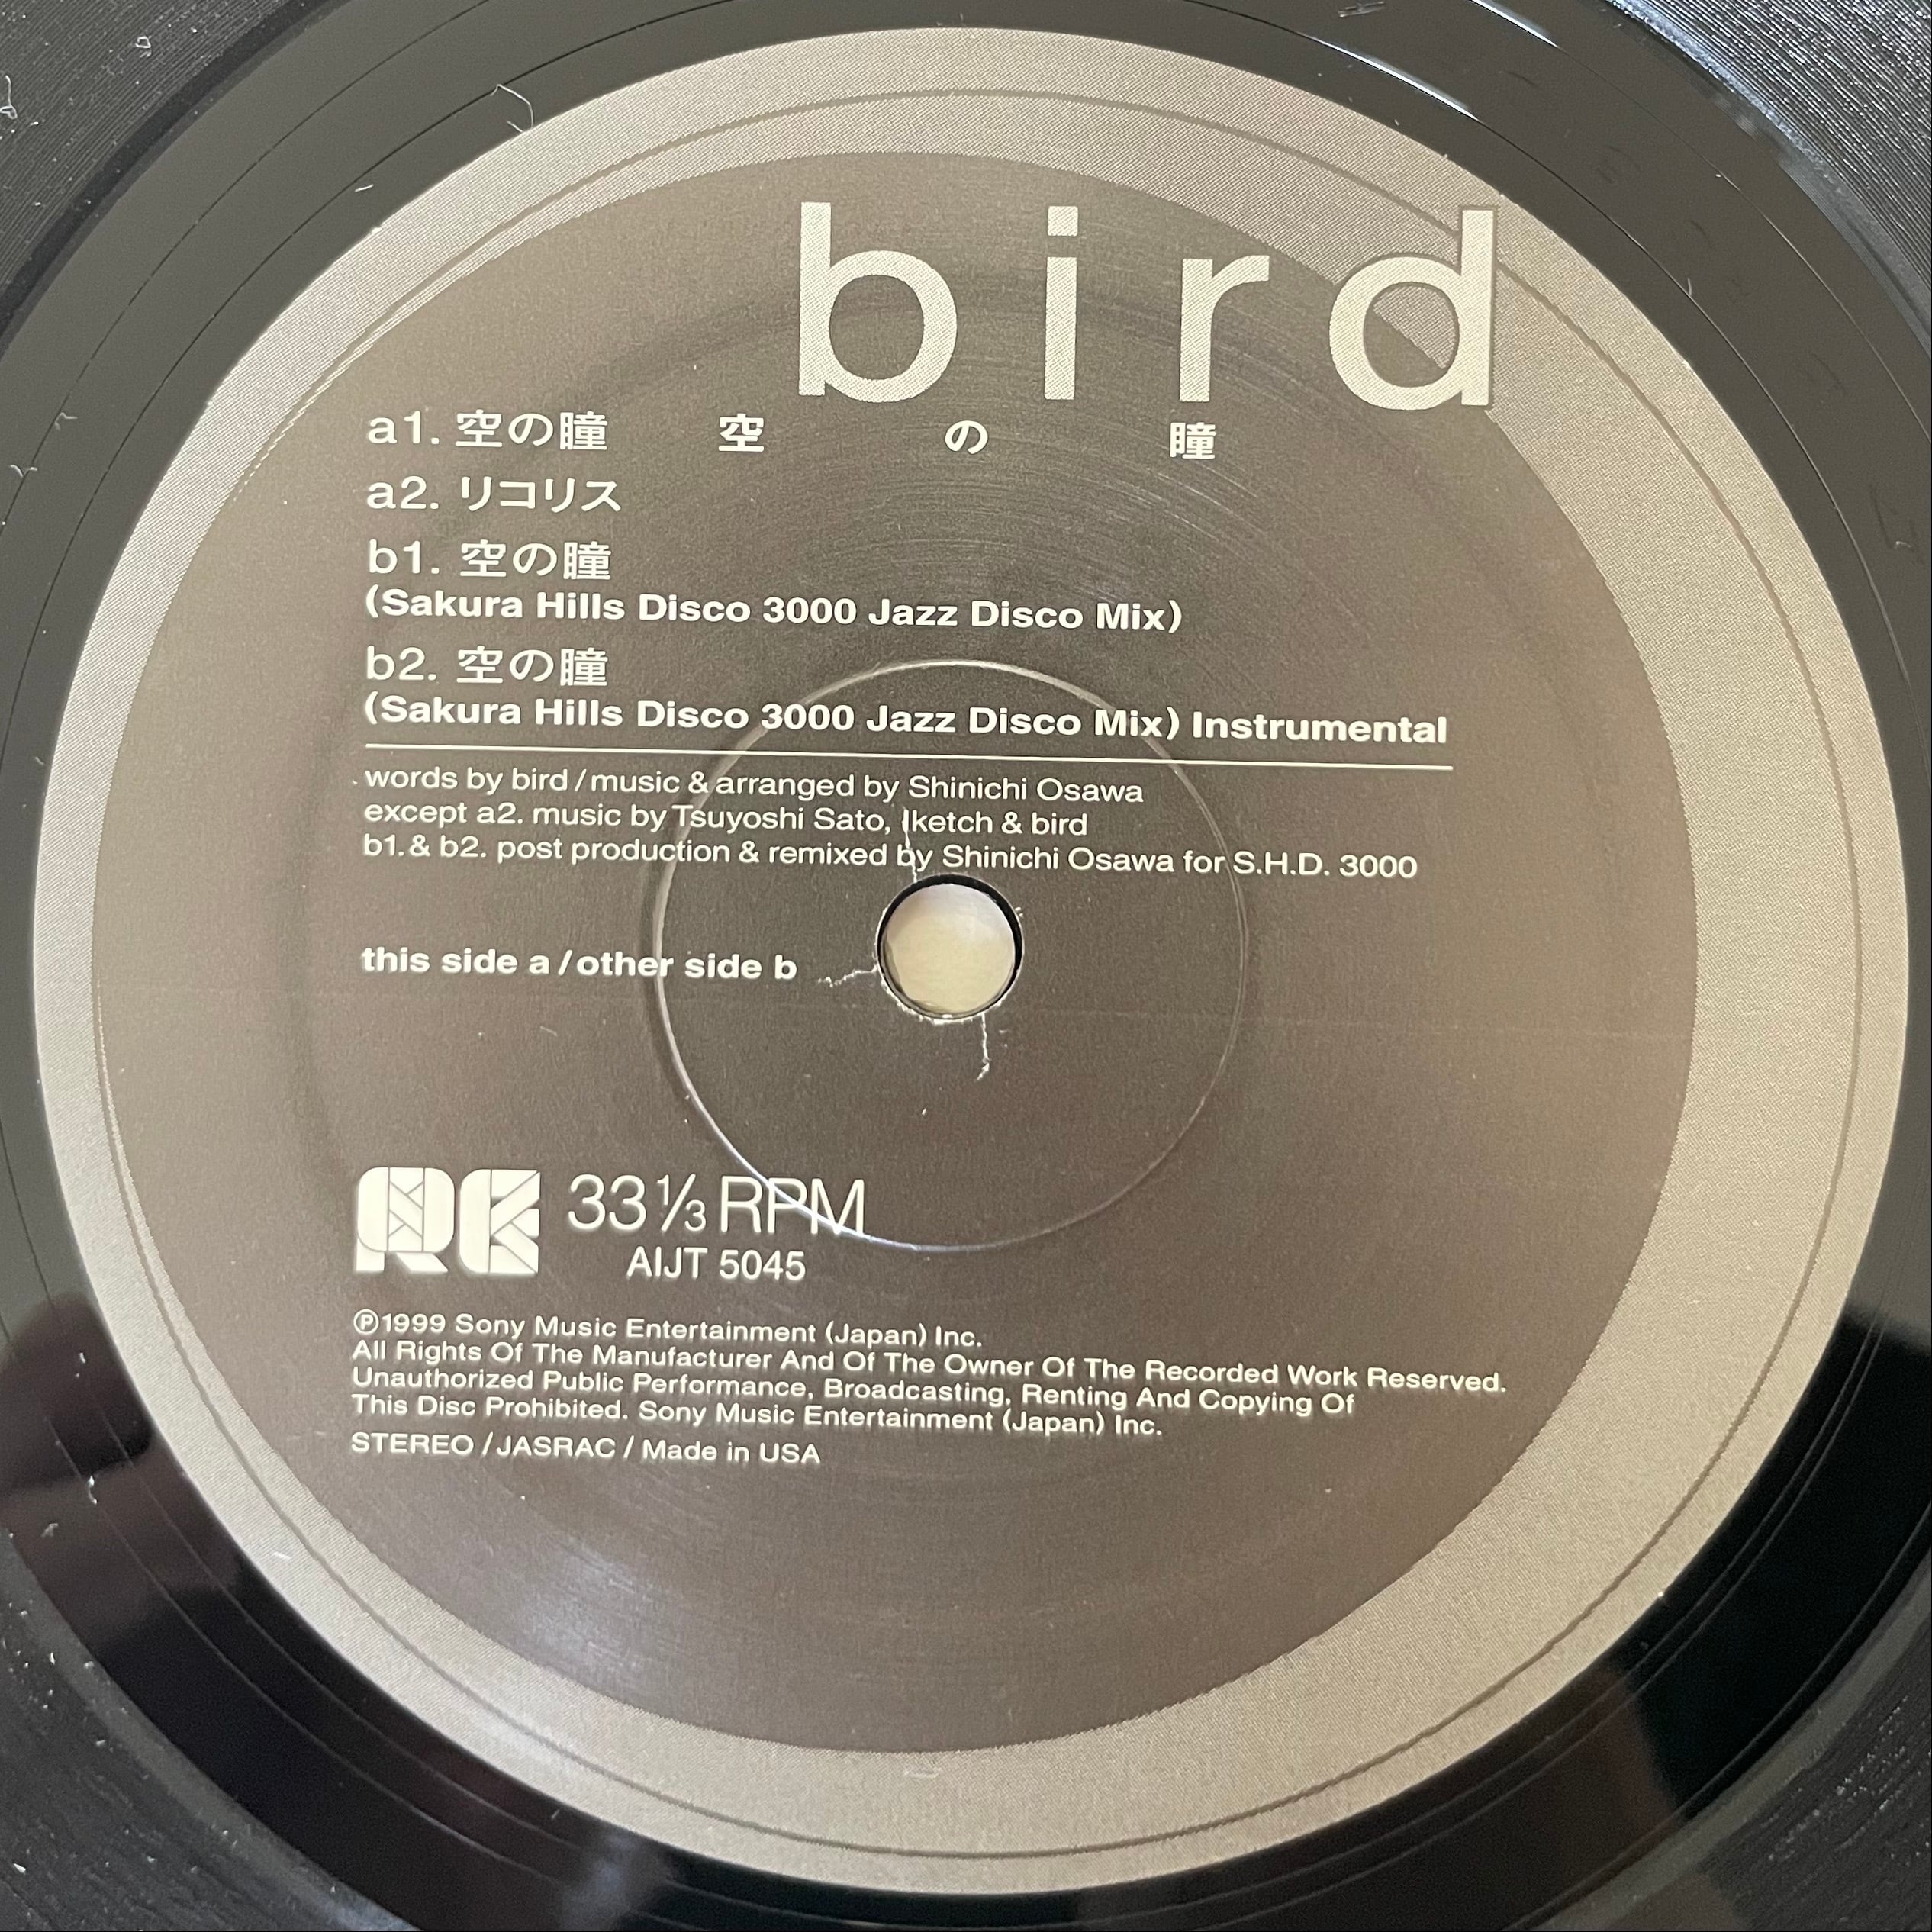 bird
空の瞳
a1. 空の瞳
a2. リコリス
b1. 空の瞳
(Sakura Hills Disco 3000 Jazz Disco Mix)
b2. 空の瞳
(Sakura Hills Disco 3000 Jazz Disco Mix) Instrumental
words by bird / music & arranged by Shinichi Osawa
except a2. music by Tsuyoshi Sato, Iketch & bird
b1. & b2. post production & remixed by Shinichi Osawa for S.H.D. 3000
this side a / other side b
RE
33 1/3 RPM
AIJT 5045
Ⓟ1999 Sony Music Entertainment (Japan) Inc.
All Rights Of The Manufacturer And Of The Owner Of The Recorded Work Reserved.
Unauthorized Public Performance, Broadcasting, Renting And Copying Of
This Disc Prohibited. Sony Music Entertainment (Japan) Inc.
STEREO / JASRAC / Made in USA